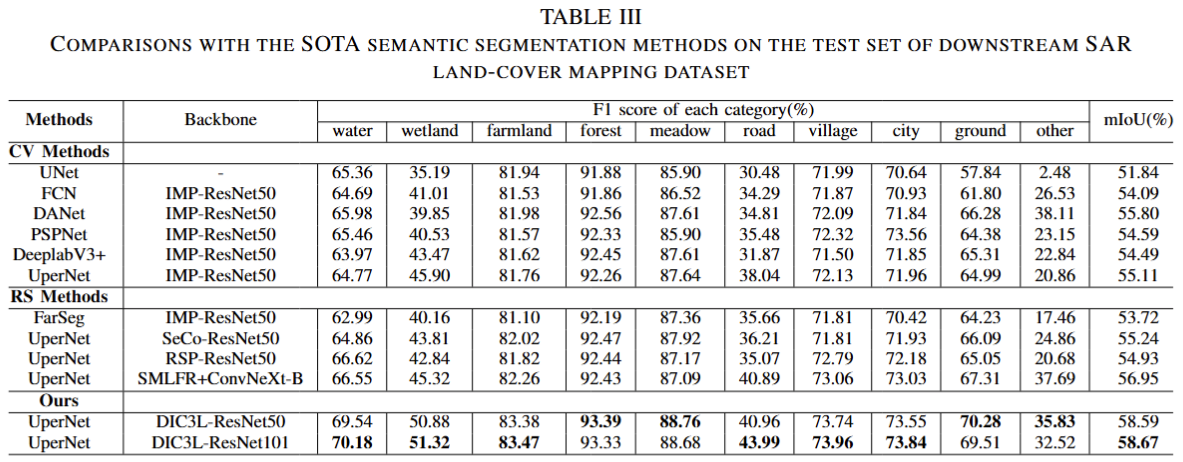 TABLE III
COMPARISONS WITH THE SOTA SEMANTIC SEGMENTATION METHODS ON THE TEST SET OF DOWNSTREAM SAR
LAND-COVER MAPPING DATASET
Methods Backbone F1 score of each category(%) mIoU(%)
water wetland farmland forest meadow road village city ground other
CV Methods
UNet - 65.36 35.19 81.94 91.88 85.90 30.48 71.99 70.64 57.84 2.48 51.84
FCN IMP-ResNet50 64.69 41.01 81.53 91.86 86.52 34.29 71.87 70.93 61.80 26.53 54.09
DANet IMP-ResNet50 65.98 39.85 81.98 92.56 87.61 34.81 72.09 71.84 66.28 38.11 55.80
PSPNet IMP-ResNet50 65.46 40.53 81.57 92.33 85.90 35.48 72.32 73.56 64.38 23.15 54.59
DeeplabV3+ IMP-ResNet50 63.97 43.47 81.62 92.45 87.61 31.87 71.50 71.85 65.31 22.84 54.49
UperNet IMP-ResNet50 64.77 45.90 81.76 92.26 87.64 38.04 72.13 71.96 64.99 20.86 55.11
RS Methods
FarSeg IMP-ResNet50 62.99 40.16 81.10 92.19 87.36 35.66 71.81 70.42 64.23 17.46 53.72
UperNet SeCo-ResNet50 64.86 43.81 82.02 92.47 87.92 36.21 71.81 71.93 66.09 24.86 55.24
UperNet RSP-ResNet50 66.62 42.84 81.82 92.44 87.17 35.07 72.79 72.18 65.05 20.68 54.93
UperNet SMLFR+ConvNeXt-B 66.55 45.32 82.26 92.43 87.09 40.89 73.06 73.03 67.31 37.69 56.95
Ours
UperNet DIC3L-ResNet50 69.54 50.88 83.38 93.39 88.76 40.96 73.74 73.55 70.28 35.83 58.59
UperNet DIC3L-ResNet101 70.18 51.32 83.47 93.33 88.68 43.99 73.96 73.84 69.51 32.52 58.67